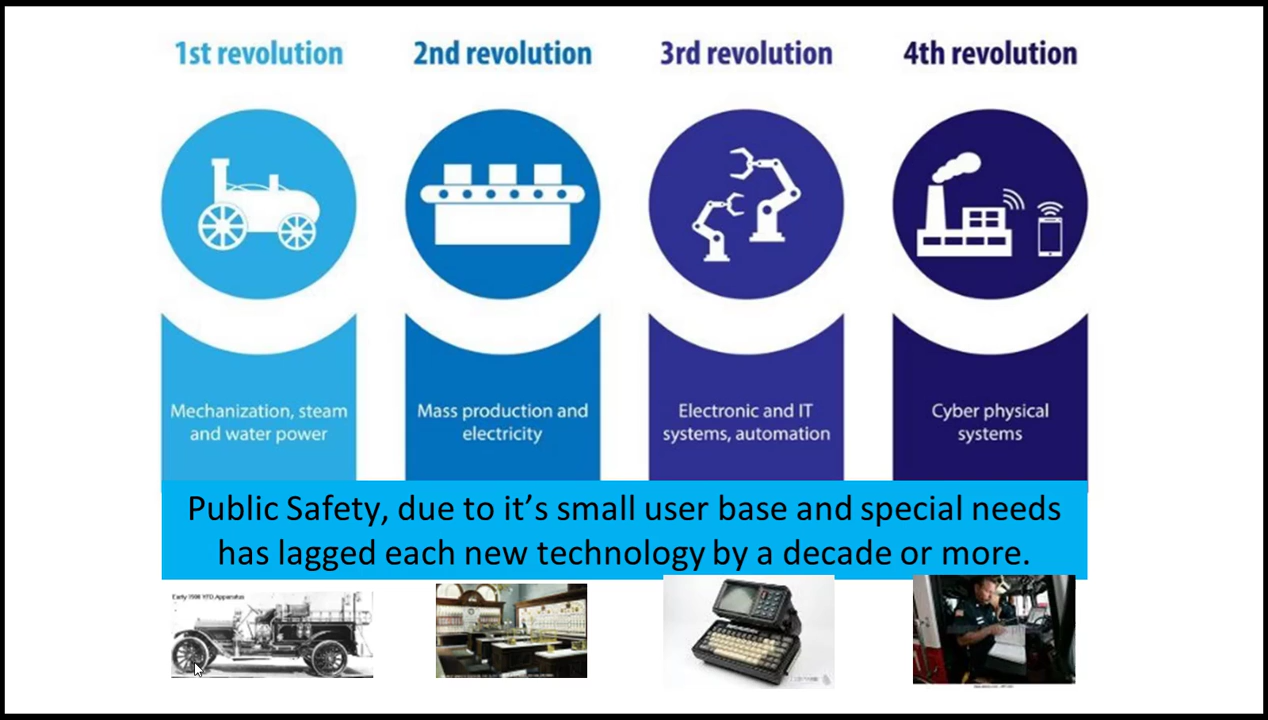 1st revolution
2nd revolution
3rd revolution
4th revolution
Mechanization, steam
and water power
Mass production and
electricity
Electronic and IT
systems, automation
Cyber physical
systems
Public Safety, due to it’s small user base and special needs
has lagged each new technology by a decade or more.
Early 1900 VFD Apparatus